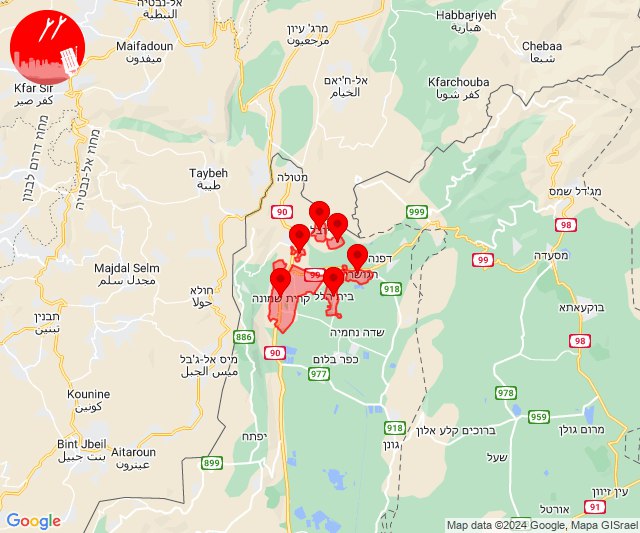 אל-נבטיה
النبطية
Habbariyeh
هبارية
Maifadoun
ميفدون
מרג' עיון
مرجعيون
Chebaa
شبعا
Kfar Sir
كفر صير
אל-ח'יאם
الخيام
Kfarchouba
كفر شوبا
מחוז אל-נבטיה
מחוז דרום לבנון
Taybeh
طيبة
מטולה
מג'דל שמס
90
999
98
דפנה
99
99
מסעדה
Majdal Selm
مجدل سلم
חולא
حولا
קרית שמונה
בית הלל
918
בוקעאתא
תבנין
تبنين
886
שדה נחמיה
98
מיס אל-ג'בל
ميس الجبل
90
כפר בלום
977
Kounine
كونين
978
959
Bint Jbeil
بنت جبيل
Aitaroun
عيترون
יפתח
918
גונן
ברוכים קלע אלון
מרום גולן
899
שעל
עין זיוון
91
אורטל
Google
Map data ©2024 Google, Mapa GISrael